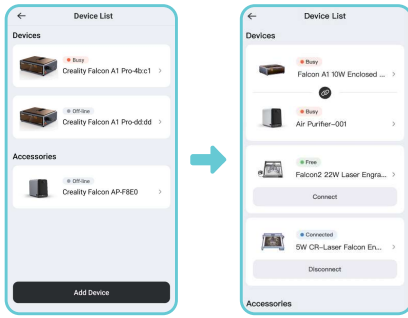 Device List
Devices
Busy
Creality Falcon A1 Pro-4b:c1
Off-line
Creality Falcon A1 Pro-dd:dd
Accessories
Off-line
Creality Falcon AP-F8E0
Add Device
Device List
Devices
Busy
Falcon A1 10W Enclosed ...
Busy
Air Purifier-001
Free
Falcon2 22W Laser Engra...
Connect
Connected
5W CR-Laser Falcon En...
Disconnect
Accessories